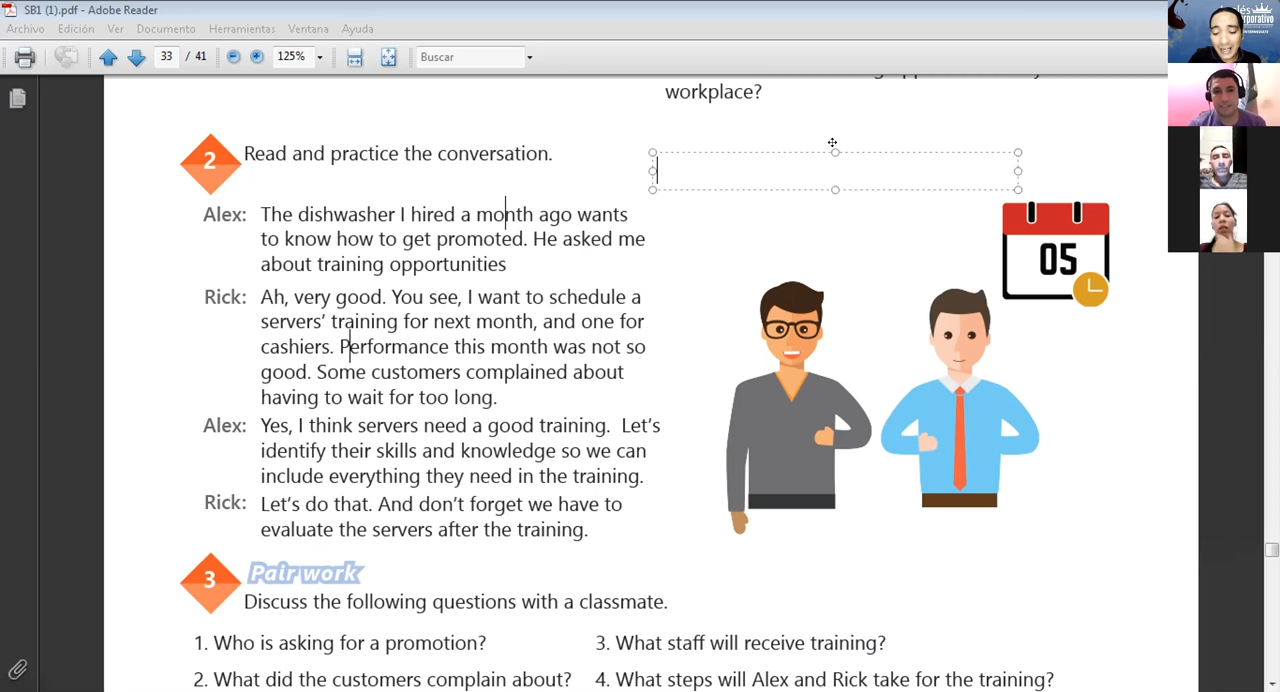 SB1 (1).pdf - Adobe Reader
Archivo Edición Ver Documento Herramientas Ventana Ayuda
33 / 41 125% Buscar
workplace?
2 Read and practice the conversation.
Alex: The dishwasher I hired a month ago wants
to know how to get promoted. He asked me
about training opportunities
Rick: Ah, very good. You see, I want to schedule a
servers’ training for next month, and one for
cashiers. Performance this month was not so
good. Some customers complained about
having to wait for too long.
Alex: Yes, I think servers need a good training. Let’s
identify their skills and knowledge so we can
include everything they need in the training.
Rick: Let’s do that. And don’t forget we have to
evaluate the servers after the training.
05
3 Pair work
Discuss the following questions with a classmate.
1. Who is asking for a promotion?
2. What did the customers complain about?
3. What staff will receive training?
4. What steps will Alex and Rick take for the training?